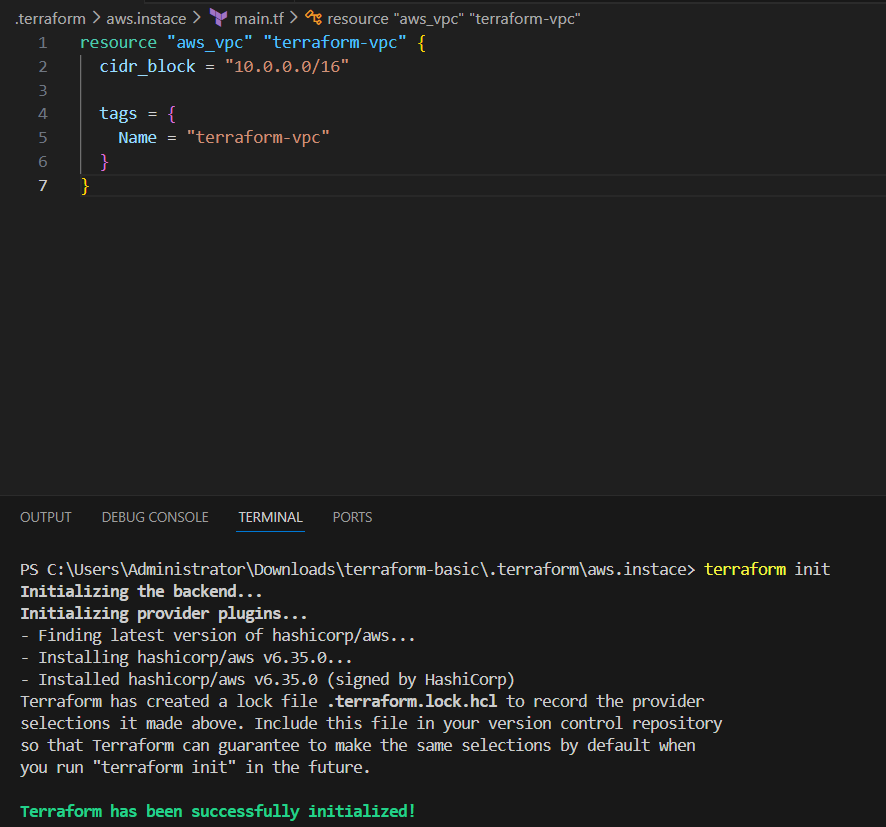 .terraform > aws.instace > main.tf > resource "aws_vpc" "terraform-vpc"
1 resource "aws_vpc" "terraform-vpc" {
2 cidr_block = "10.0.0.0/16"
3
4 tags = {
5 Name = "terraform-vpc"
6 }
7 }
OUTPUT DEBUG CONSOLE TERMINAL PORTS
PS C:\Users\Administrator\Downloads\terraform-basic\.terraform\aws.instace> terraform init
Initializing the backend...
Initializing provider plugins...
- Finding latest version of hashicorp/aws...
- Installing hashicorp/aws v6.35.0...
- Installed hashicorp/aws v6.35.0 (signed by HashiCorp)
Terraform has created a lock file .terraform.lock.hcl to record the provider
selections it made above. Include this file in your version control repository
so that Terraform can guarantee to make the same selections by default when
you run "terraform init" in the future.
Terraform has been successfully initialized!